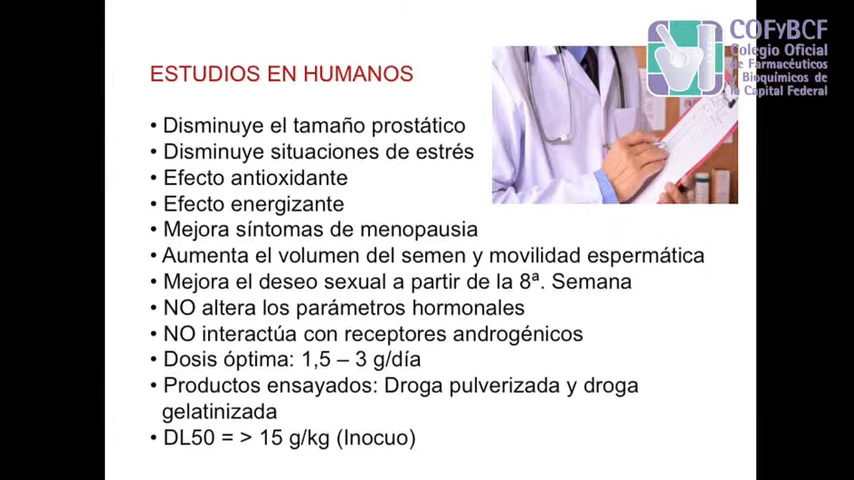 COFyBCF
Colegio Oficial
de Farmacéuticos
y Bioquímicos de
la Capital Federal
ESTUDIOS EN HUMANOS
• Disminuye el tamaño prostático
• Disminuye situaciones de estrés
• Efecto antioxidante
• Efecto energizante
• Mejora síntomas de menopausia
• Aumenta el volumen del semen y movilidad espermática
• Mejora el deseo sexual a partir de la 8ª. Semana
• NO altera los parámetros hormonales
• NO interactúa con receptores androgénicos
• Dosis óptima: 1,5 – 3 g/día
• Productos ensayados: Droga pulverizada y droga
gelatinizada
• DL50 = > 15 g/kg (Inocuo)